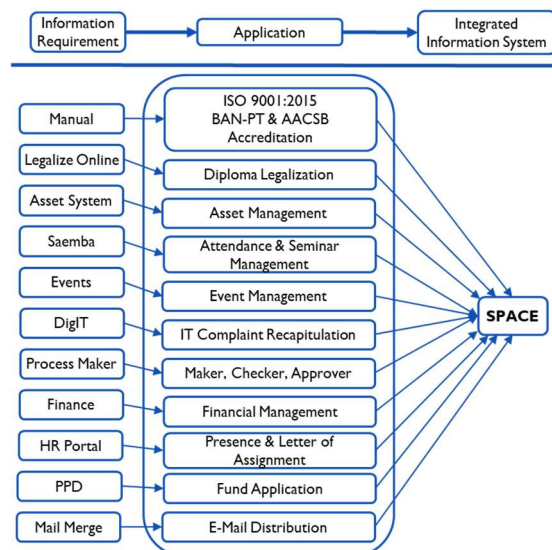 Information
Requirement
Application
Integrated
Information System
Manual
ISO 9001:2015
BAN-PT & AACSB
Accreditation
Legalize Online
Diploma Legalization
Asset System
Asset Management
Saemba
Attendance & Seminar
Management
Events
Event Management
DigIT
IT Complaint Recapitulation
Process Maker
Maker, Checker, Approver
Finance
Financial Management
HR Portal
Presence & Letter of
Assignment
PPD
Fund Application
Mail Merge
E-Mail Distribution
SPACE